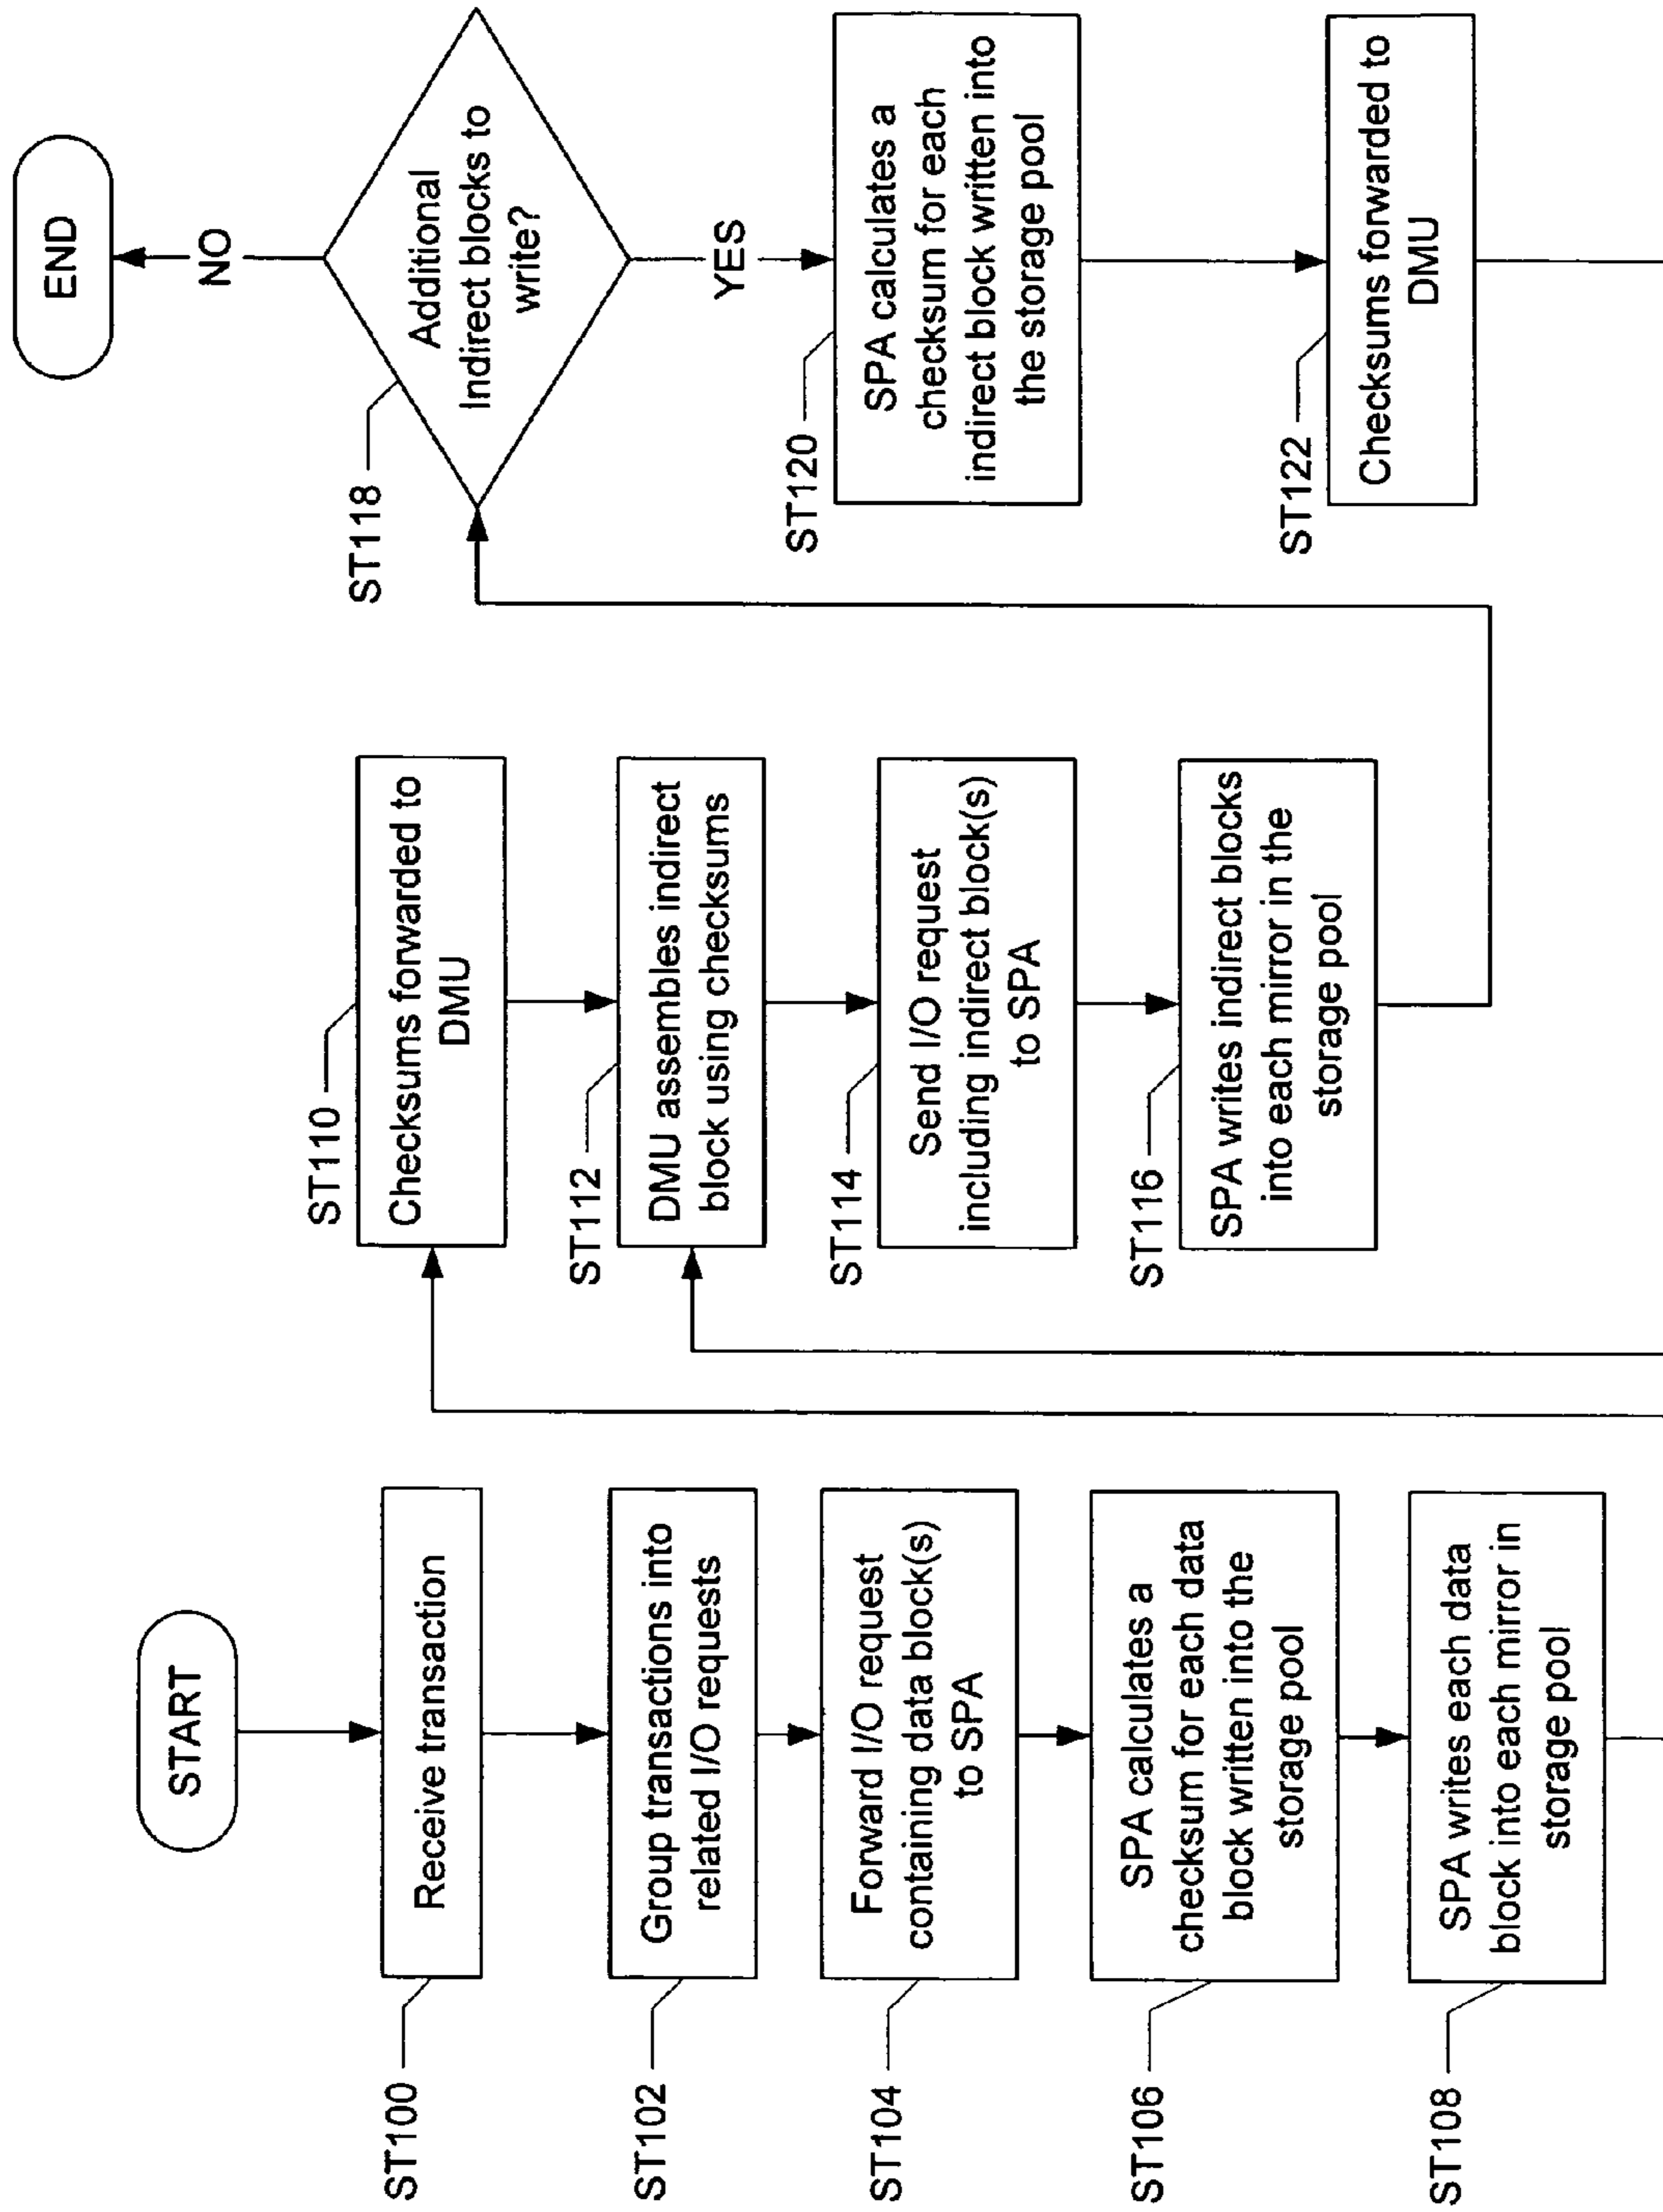 START
ST100
Receive transaction
ST102
Group transactions into
related I/O requests
ST104
Forward I/O request
containing data block(s)
to SPA
ST106
SPA calculates a
checksum for each data
block written into the
storage pool
ST108
SPA writes each data
block into each mirror in
storage pool
ST110
Checksums forwarded to
DMU
ST112
DMU assembles indirect
block using checksums
ST114
Send I/O request
including indirect block(s)
to SPA
ST116
SPA writes indirect blocks
into each mirror in the
storage pool
END
NO
ST118
Additional
Indirect blocks to
write?
YES
ST120
SPA calculates a
checksum for each
indirect block written into
the storage pool
ST122
Checksums forwarded to
DMU